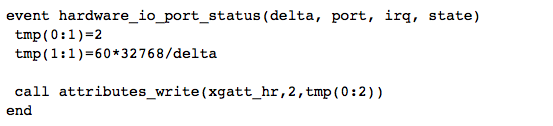 event hardware_io_port_status(delta, port, irq, state)
tmp(0:1)=2
tmp(1:1)=60*32768/delta
call attributes_write(xgatt_hr,2,tmp(0:2))
end